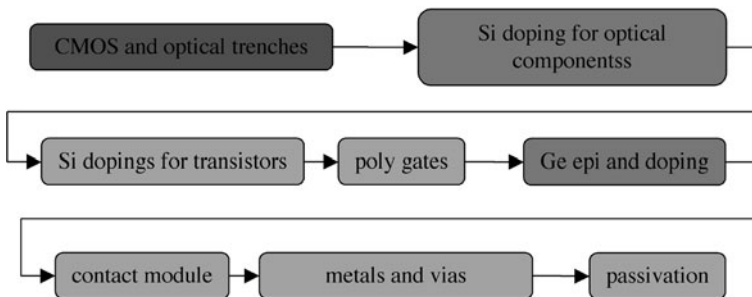 CMOS and optical trenches
Si doping for optical
componentss
Si dopings for transistors
poly gates
Ge epi and doping
contact module
metals and vias
passivation